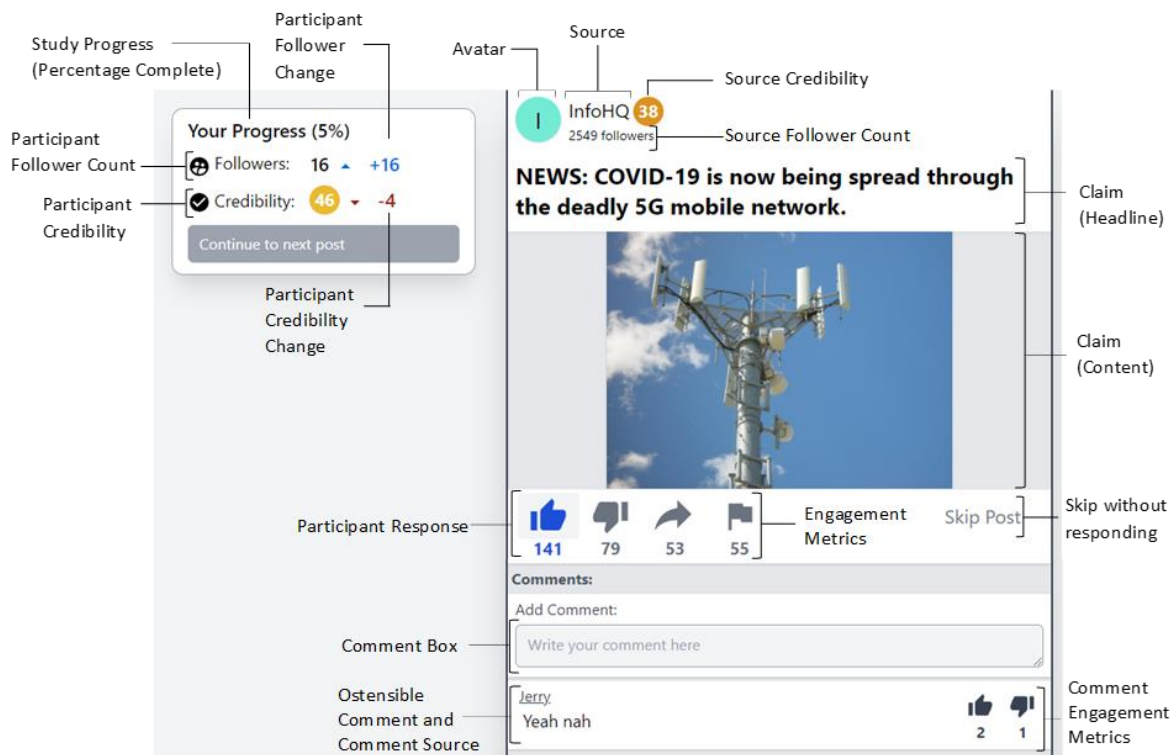 Study Progress
(Percentage Complete)
Participant
Follower
Change
Avatar
Source
Source Credibility
Source Follower Count
Participant
Follower Count
Participant
Credibility
Your Progress (5%)
Followers: 16 +16
Credibility: 46 -4
Continue to next post
Participant
Credibility
Change
I
InfoHQ 38
2549 followers
NEWS: COVID-19 is now being spread through
the deadly 5G mobile network.
Claim
(Headline)
Claim
(Content)
Participant Response
141 79 53 55
Engagement
Metrics
Skip Post
Skip without
responding
Comments:
Add Comment:
Comment Box
Write your comment here
Ostensible
Comment and
Comment Source
Jerry
Yeah nah
2 1
Comment
Engagement
Metrics